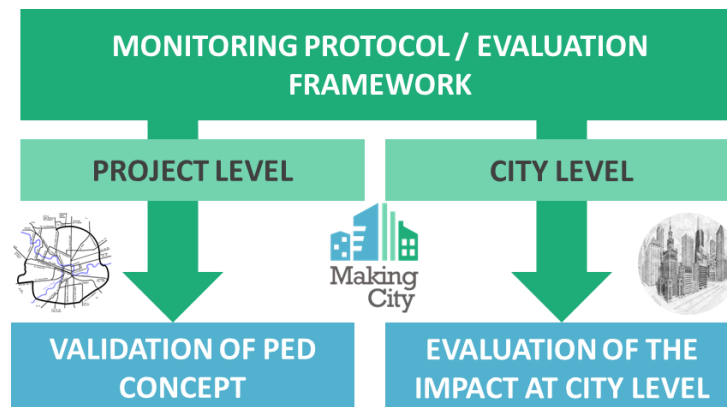 MONITORING PROTOCOL / EVALUATION
FRAMEWORK
PROJECT LEVEL
CITY LEVEL
Making
City
VALIDATION OF PED
CONCEPT
EVALUATION OF THE
IMPACT AT CITY LEVEL